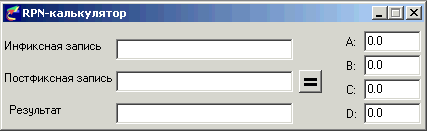 RPN-калькулятор
Инфиксная запись
Постфиксная запись
Результат
=
A: 0.0
B: 0.0
C: 0.0
D: 0.0